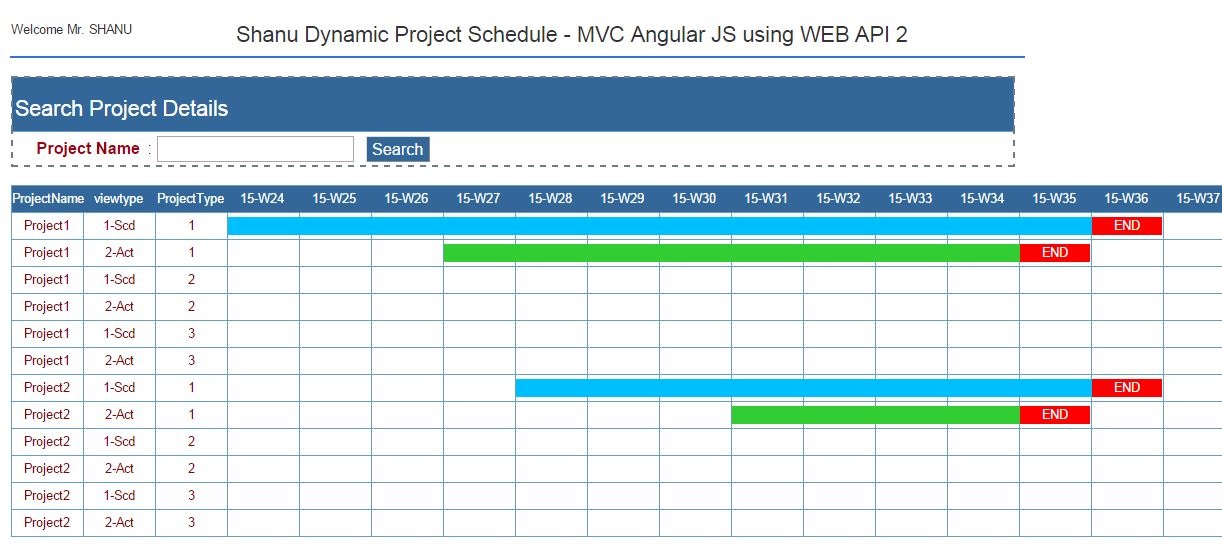 Welcome Mr. SHANU
Shanu Dynamic Project Schedule - MVC Angular JS using WEB API 2
Search Project Details
Project Name : Search
ProjectName viewtype ProjectType 15-W24 15-W25 15-W26 15-W27 15-W28 15-W29 15-W30 15-W31 15-W32 15-W33 15-W34 15-W35 15-W36 15-W37
Project1 1-Scd 1 END
Project1 2-Act 1 END
Project1 1-Scd 2
Project1 2-Act 2
Project1 1-Scd 3
Project1 2-Act 3
Project2 1-Scd 1 END
Project2 2-Act 1 END
Project2 1-Scd 2
Project2 2-Act 2
Project2 1-Scd 3
Project2 2-Act 3